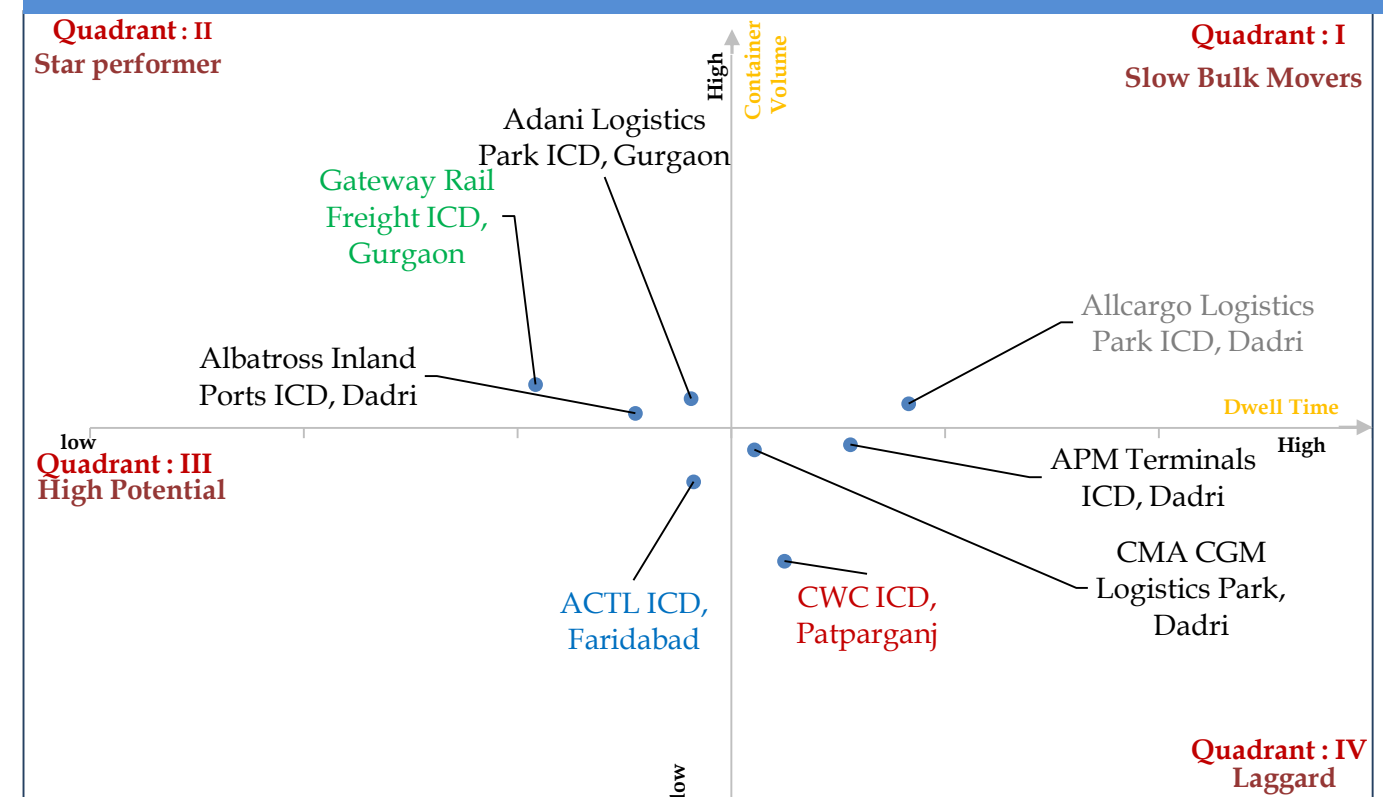 Quadrant : II
Star performer
Quadrant : I
Slow Bulk Movers
High
Container
Volume
Adani Logistics
Park ICD, Gurgaon
Gateway Rail
Freight ICD,
Gurgaon
Allcargo Logistics
Park ICD, Dadri
Albatross Inland
Ports ICD, Dadri
Dwell Time
low
High
Quadrant : III
High Potential
APM Terminals
ICD, Dadri
CMA CGM
Logistics Park,
Dadri
ACTL ICD,
Faridabad
CWC ICD,
Patparganj
Quadrant : IV
Laggard
low